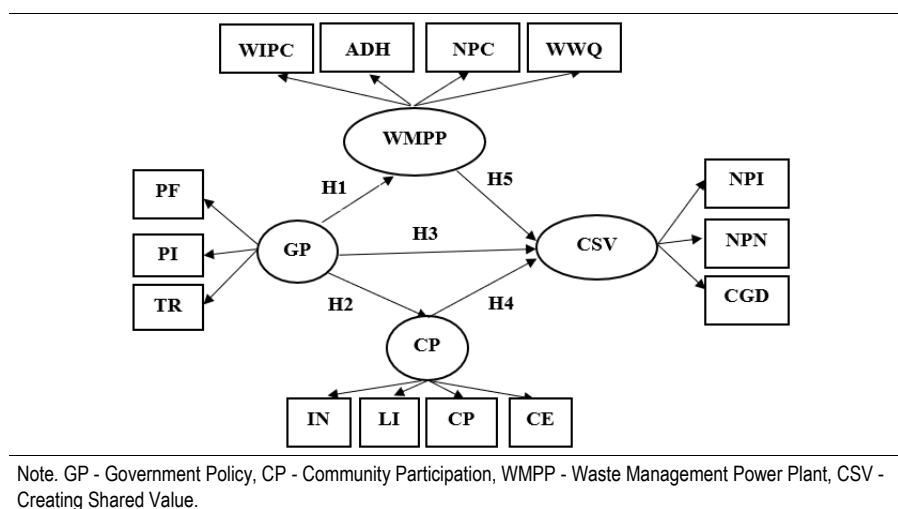 WIPC ADH NPC WWQ
WMPP
H1 H5
PF NPI
H3
GP CSV
PI NPN
TR H2 H4 CGD
CP
IN LI CP CE
Note. GP - Government Policy, CP - Community Participation, WMPP - Waste Management Power Plant, CSV -
Creating Shared Value.